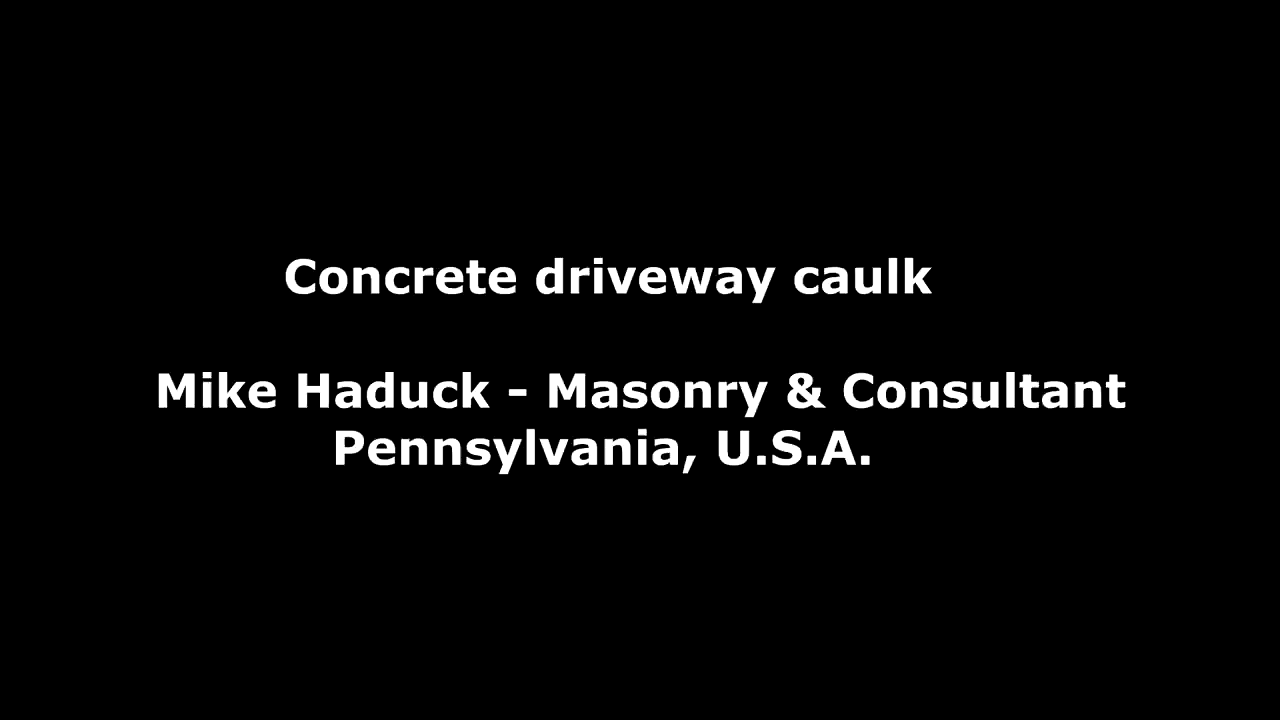 Concrete driveway caulk
Mike Haduck - Masonry & Consultant
Pennsylvania, U.S.A.